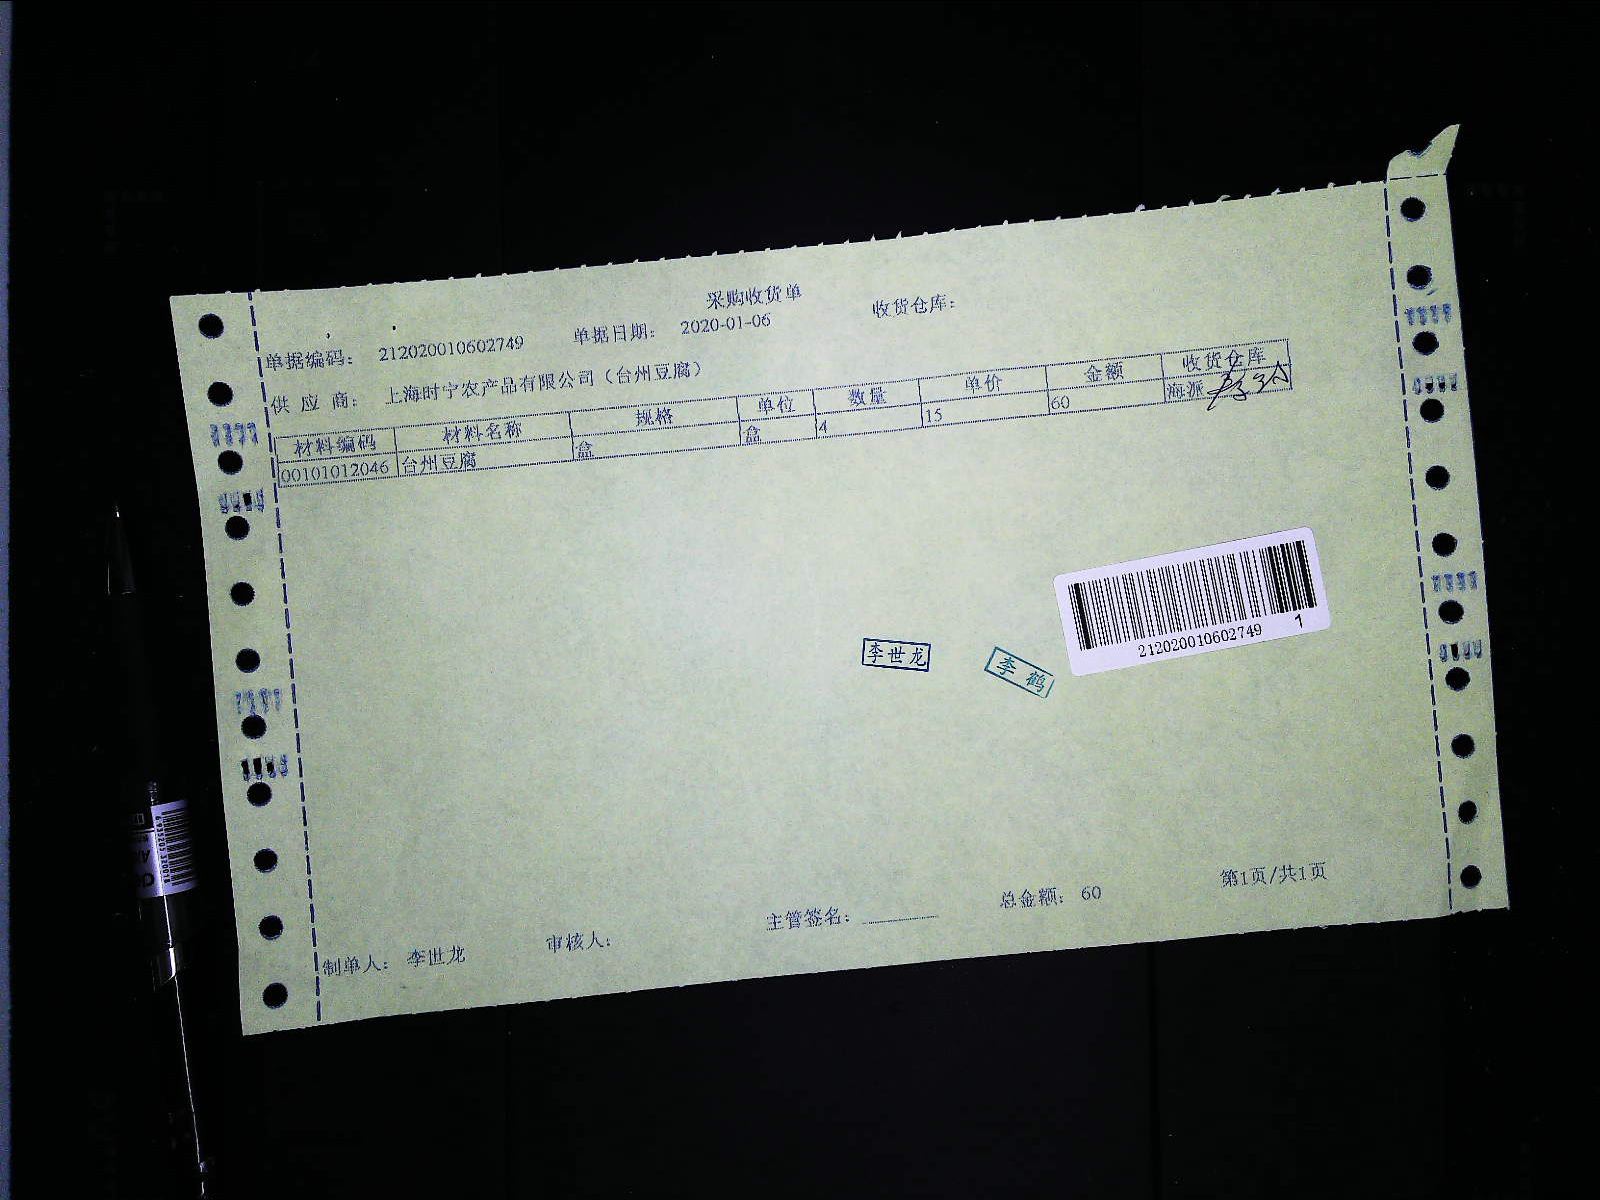 采购收货单
单据编码： 212020010602749 单据日期： 2020-01-06 收货仓库：
供 应 商： 上海时宁农产品有限公司（台州豆腐）
材料编码 材料名称 规格 单位 数量 单价 金额 收货仓库
00101012046 台州豆腐 盒 盒 4 15 60 海派
212020010602749 1
李世龙
李鹤
制单人： 李世龙 审核人： 主管签名： 总金额： 60 第1页/共1页